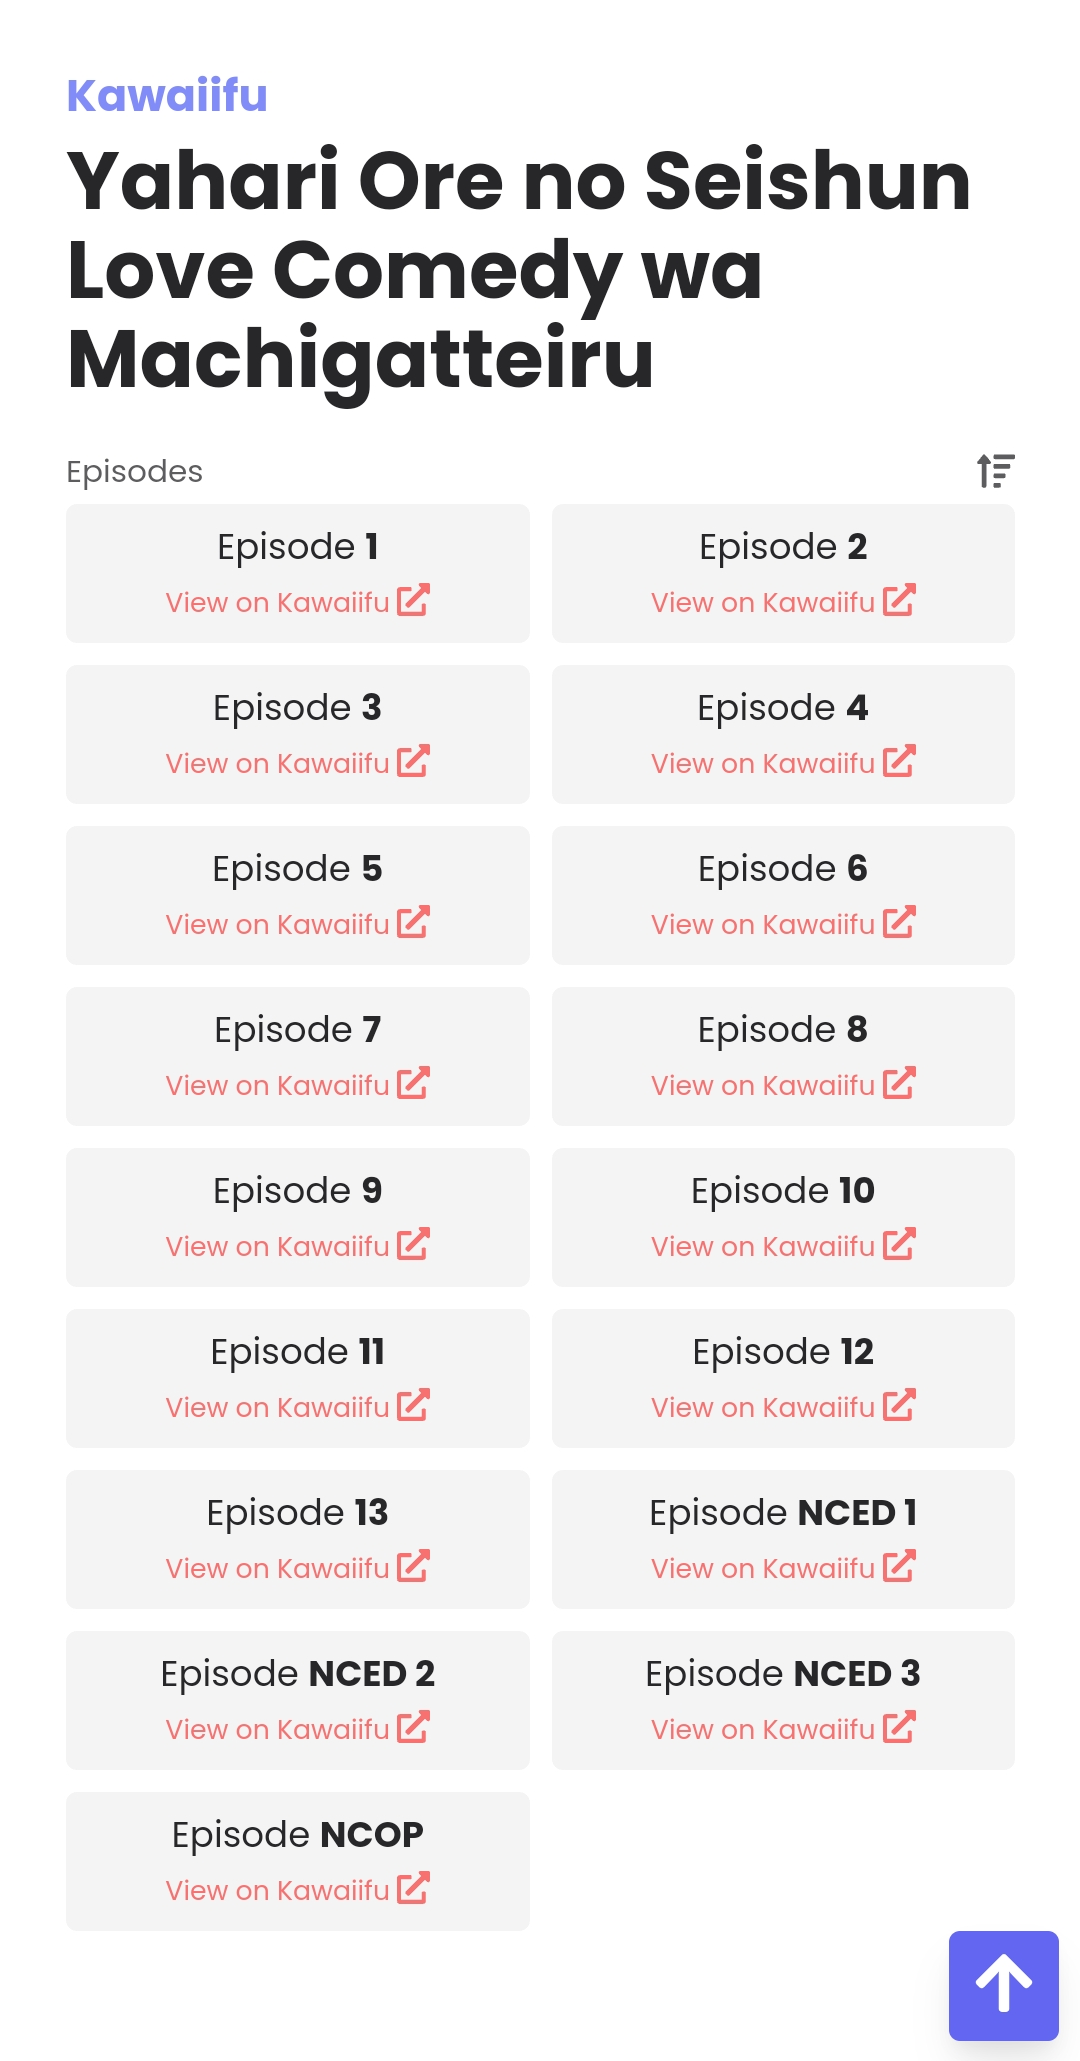 Kawaiifu
Yahari Ore no Seishun
Love Comedy wa
Machigatteiru
Episodes
Episode 1
View on Kawaiifu
Episode 2
View on Kawaiifu
Episode 3
View on Kawaiifu
Episode 4
View on Kawaiifu
Episode 5
View on Kawaiifu
Episode 6
View on Kawaiifu
Episode 7
View on Kawaiifu
Episode 8
View on Kawaiifu
Episode 9
View on Kawaiifu
Episode 10
View on Kawaiifu
Episode 11
View on Kawaiifu
Episode 12
View on Kawaiifu
Episode 13
View on Kawaiifu
Episode NCED 1
View on Kawaiifu
Episode NCED 2
View on Kawaiifu
Episode NCED 3
View on Kawaiifu
Episode NCOP
View on Kawaiifu